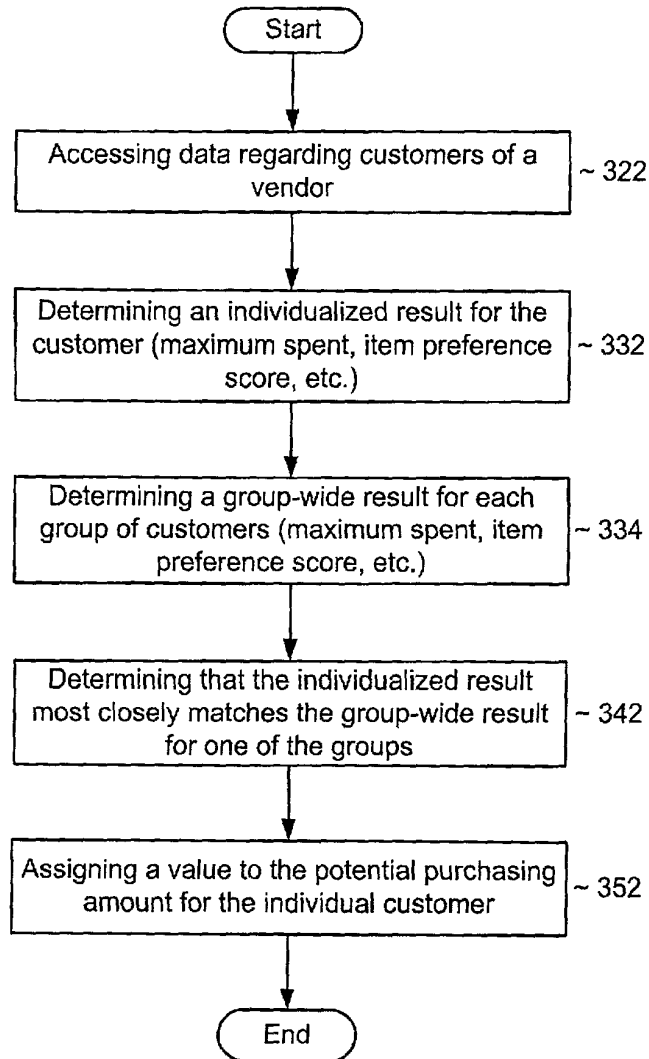 Start
Accessing data regarding customers of a
vendor
~ 322
Determining an individualized result for the
customer (maximum spent, item preference
score, etc.)
~ 332
Determining a group-wide result for each
group of customers (maximum spent, item
preference score, etc.)
~ 334
Determining that the individualized result
most closely matches the group-wide result
for one of the groups
~ 342
Assigning a value to the potential purchasing
amount for the individual customer
~ 352
End